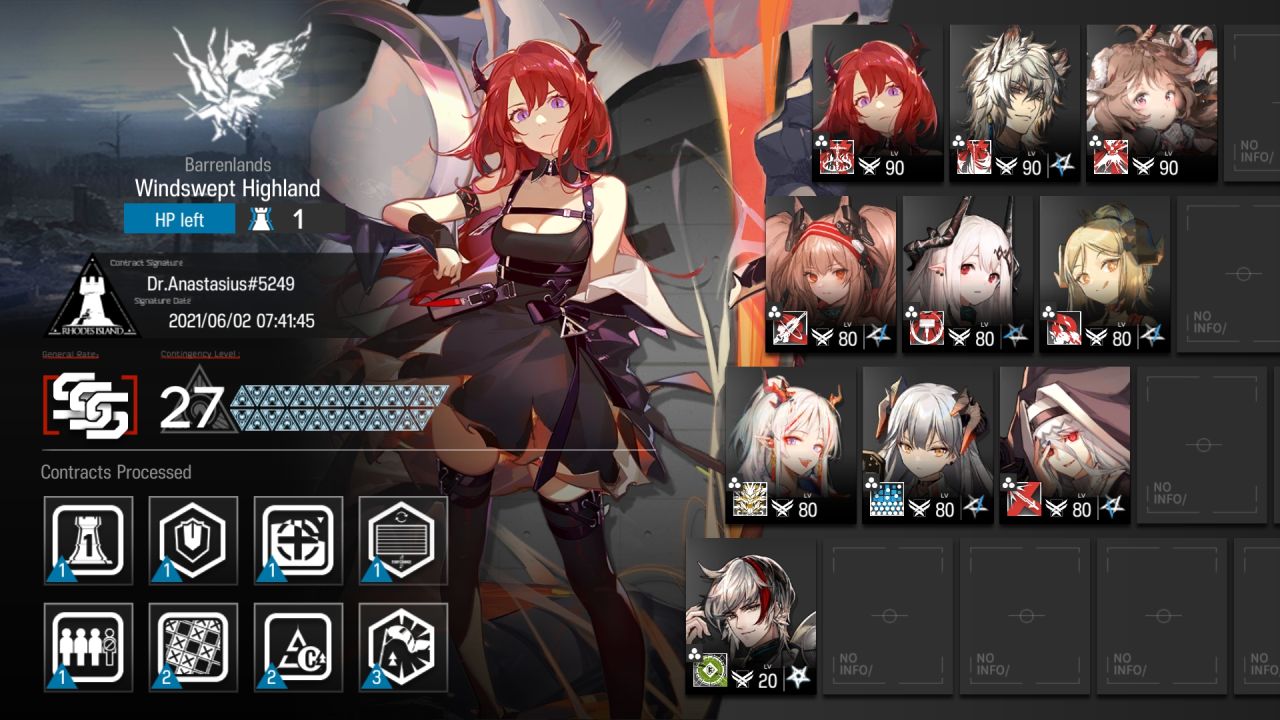 Barrenlands
Windswept Highland
HP left 1
Contract Signature
Dr.Anastasius#5249
Signature Date
2021/06/02 07:41:45
RHODES ISLAND
General Rate:
Contingency Level :
27
Contracts Processed
1
1
1
1
1
1
2
2
3
LV
90
LV
90
LV
90
NO
INFO/
LV
80
LV
80
LV
80
NO
INFO/
LV
80
LV
80
LV
80
NO
INFO/
LV
20
NO
INFO/
NO
INFO/
NO
INFO/
NO
INFO/